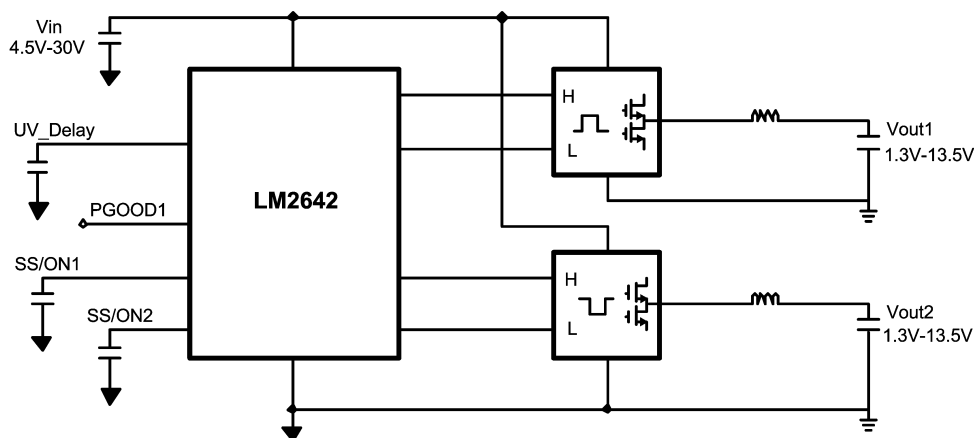 Vin
4.5V-30V
UV_Delay
PGOOD1
SS/ON1
SS/ON2
LM2642
H
L
Vout1
1.3V-13.5V
H
L
Vout2
1.3V-13.5V